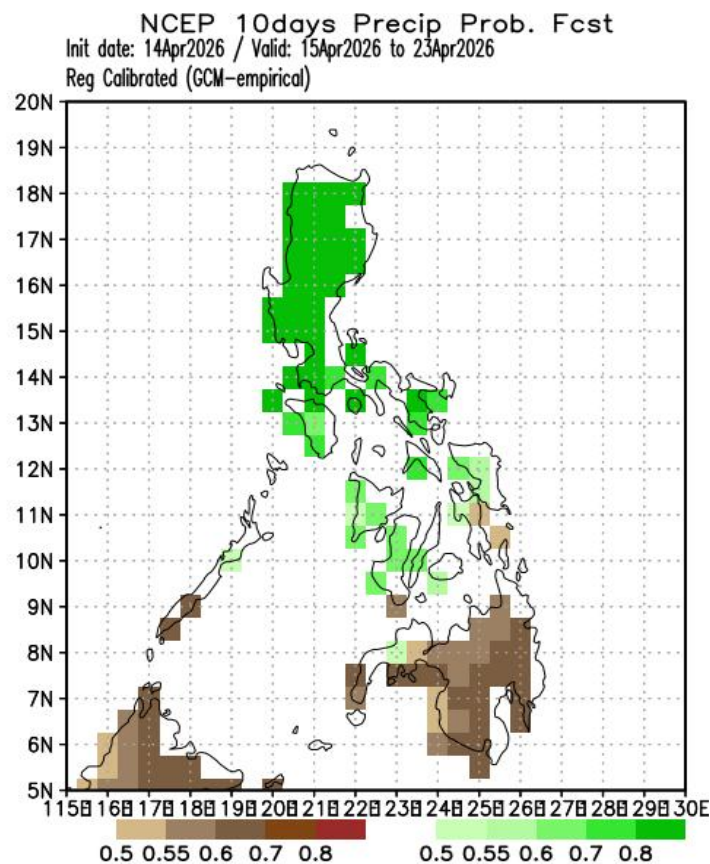 NCEP 10days Precip Prob. Fcst
Init date: 14Apr2026 / Valid: 15Apr2026 to 23Apr2026
Reg Calibrated (GCM-empirical)
20N
19N
18N
17N
16N
15N
14N
13N
12N
11N
10N
9N
8N
7N
6N
5N
115E 116E 117E 118E 119E 120E 121E 122E 123E 124E 125E 126E 127E 128E 129E 130E
0.5 0.55 0.6 0.7 0.8 0.5 0.55 0.6 0.7 0.8